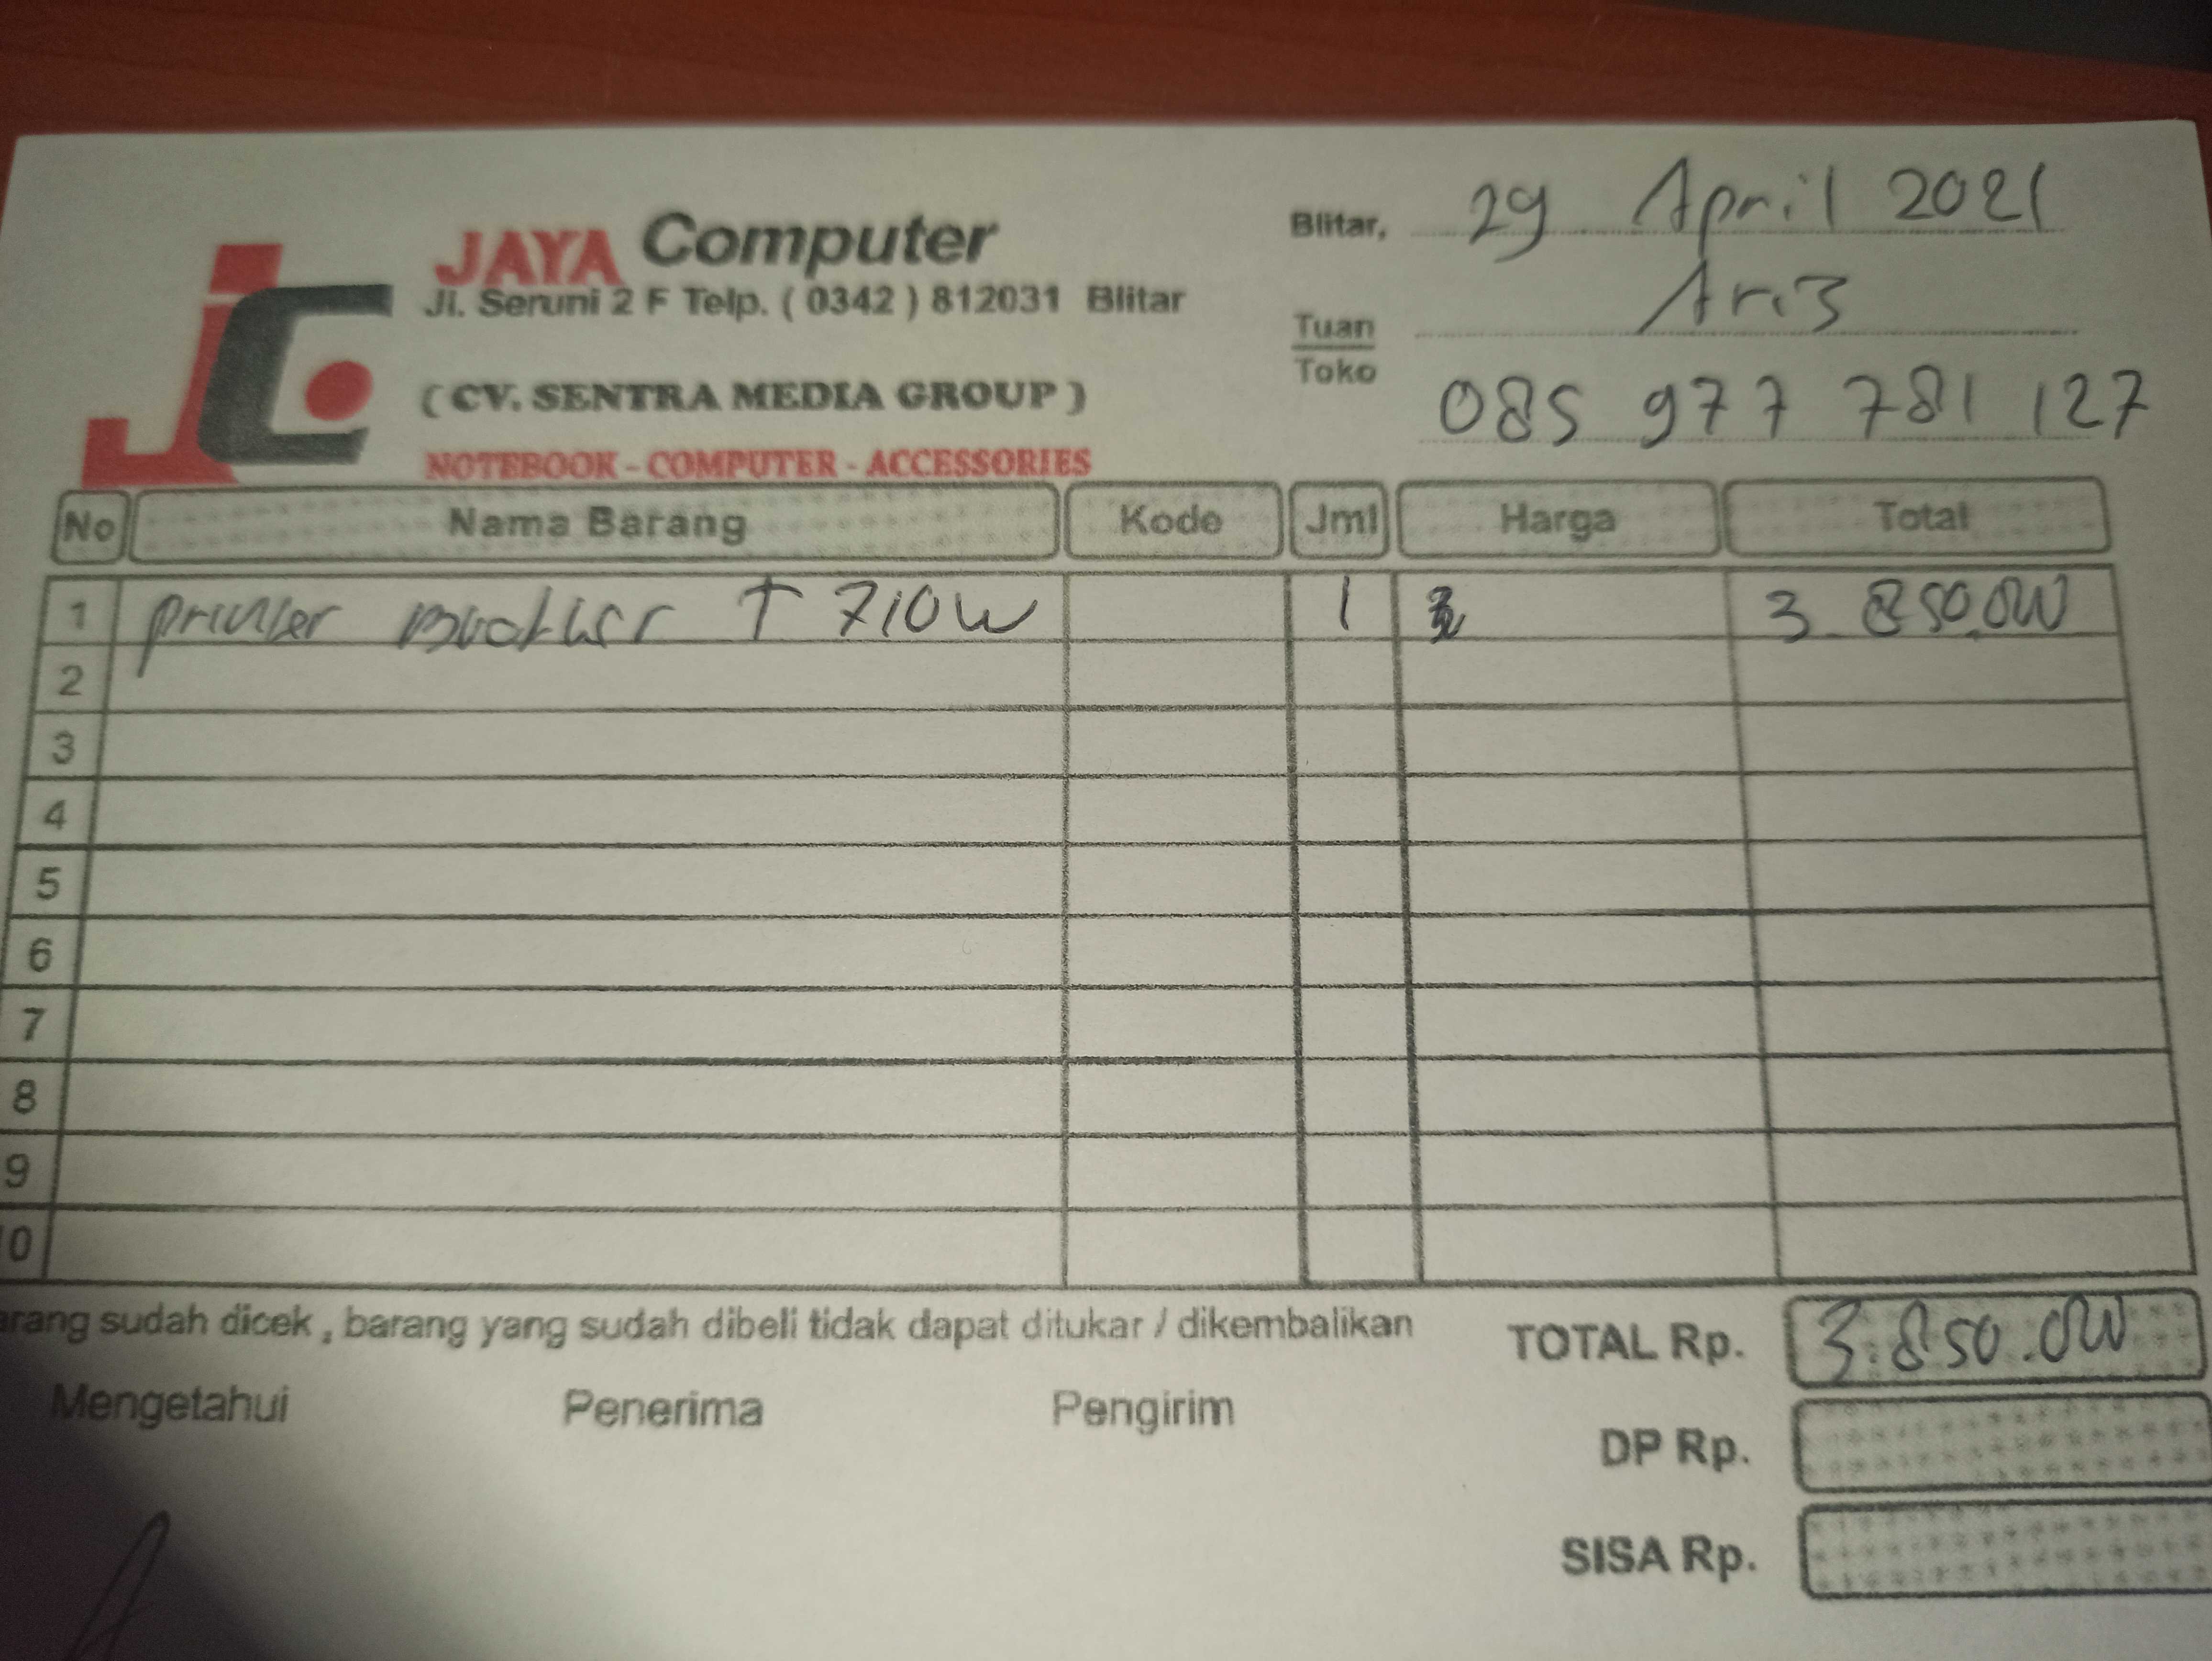 JAYA Computer
Jl. Seruni 2 F Telp. ( 0342 ) 812031 Blitar
( CV. SENTRA MEDIA GROUP )
NOTEBOOK - COMPUTER - ACCESSORIES
Blitar, 29 April 2021
Tuan Aris
Toko
085 977 781 127
No Nama Barang Kode Jml Harga Total
1 printer T 710w 1 3.850.000
2
3
4
5
6
7
8
9
0
arang sudah dicek , barang yang sudah dibeli tidak dapat ditukar / dikembalikan
TOTAL Rp. 3.850.000
Mengetahui Penerima Pengirim
DP Rp.
SISA Rp.